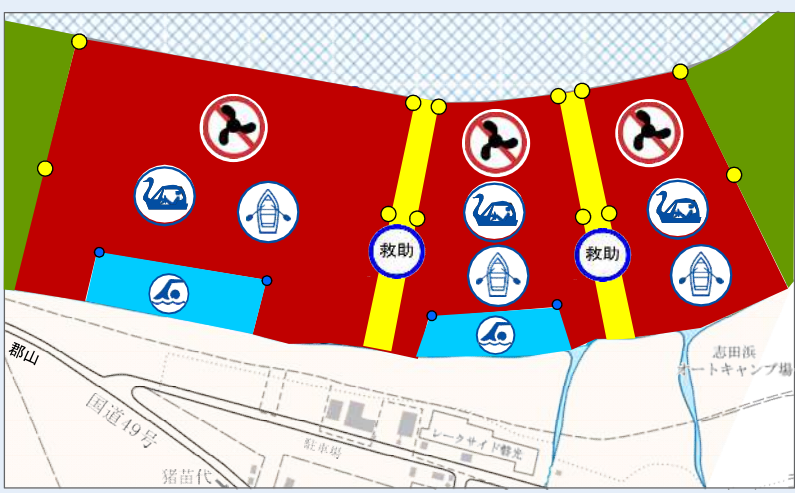 救助
救助
郡山
国道49号
猪苗代
駐車場
レークサイド磐光
志田浜
オートキャンプ場